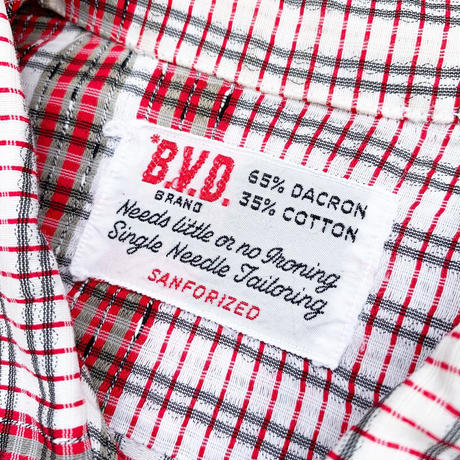 *B.V.D. 65% DACRON
BRAND 35% COTTON
Needs little or no Ironing
Single Needle Tailoring
SANFORIZED